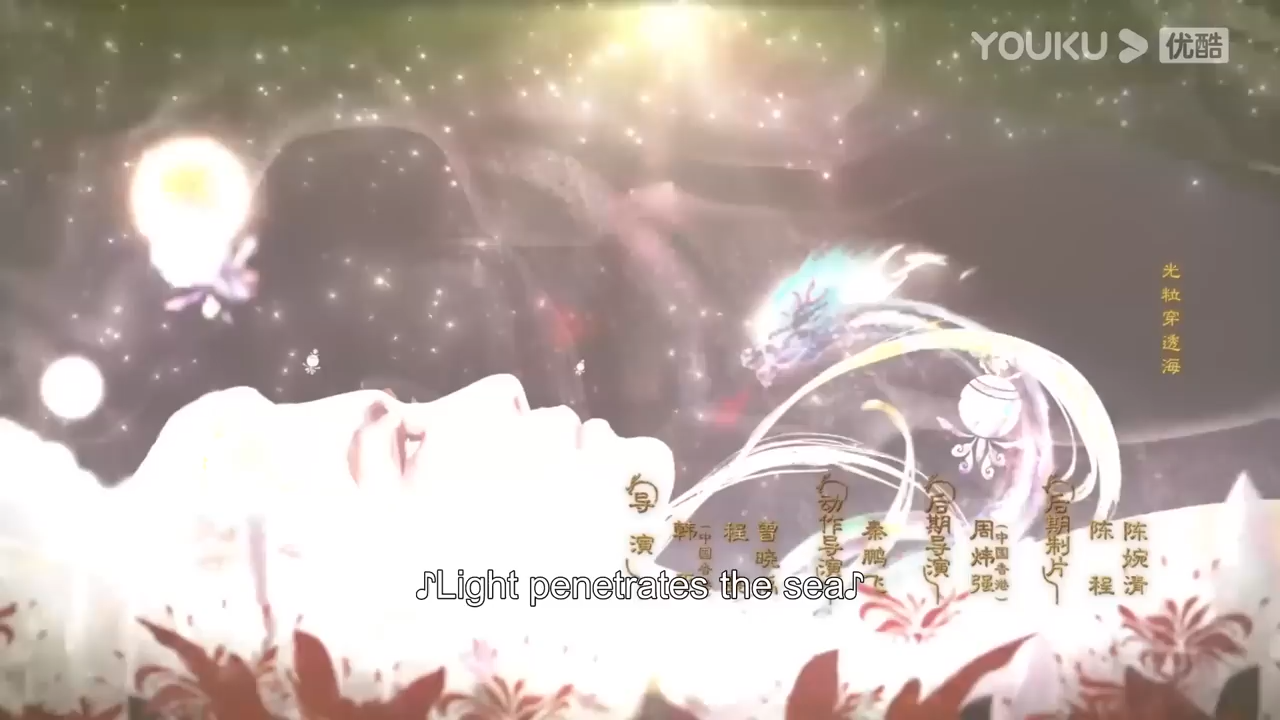 YOUKU 优酷
光粒穿透海
导演
韩
程
曾晓
动作导演
秦鹏飞
后期导演
周炜强
(中国香港)
后期制片
陈程
陈婉清
♪Light penetrates the sea♪